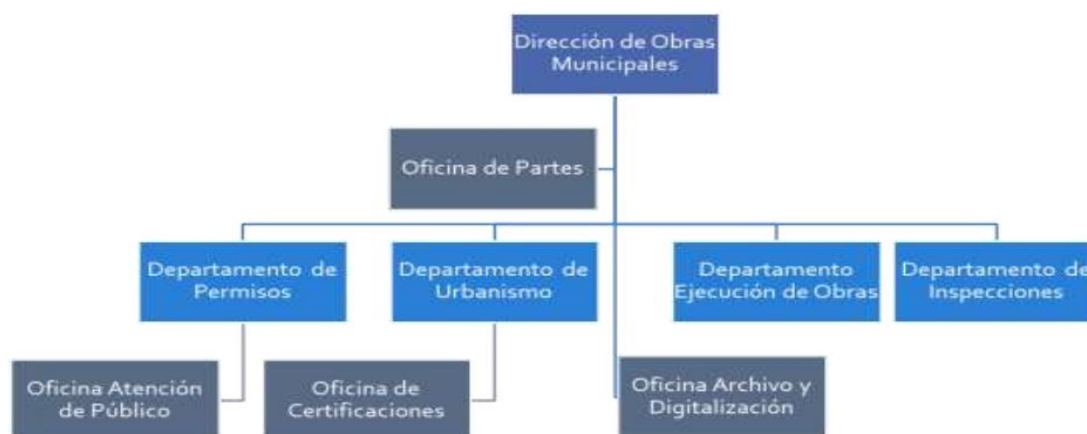 Dirección de Obras
Municipales
Oficina de Partes
Departamento de
Permisos
Departamento de
Urbanismo
Departamento
Ejecución de Obras
Departamento de
Inspecciones
Oficina Atención
de Público
Oficina de
Certificaciones
Oficina Archivo y
Digitalización